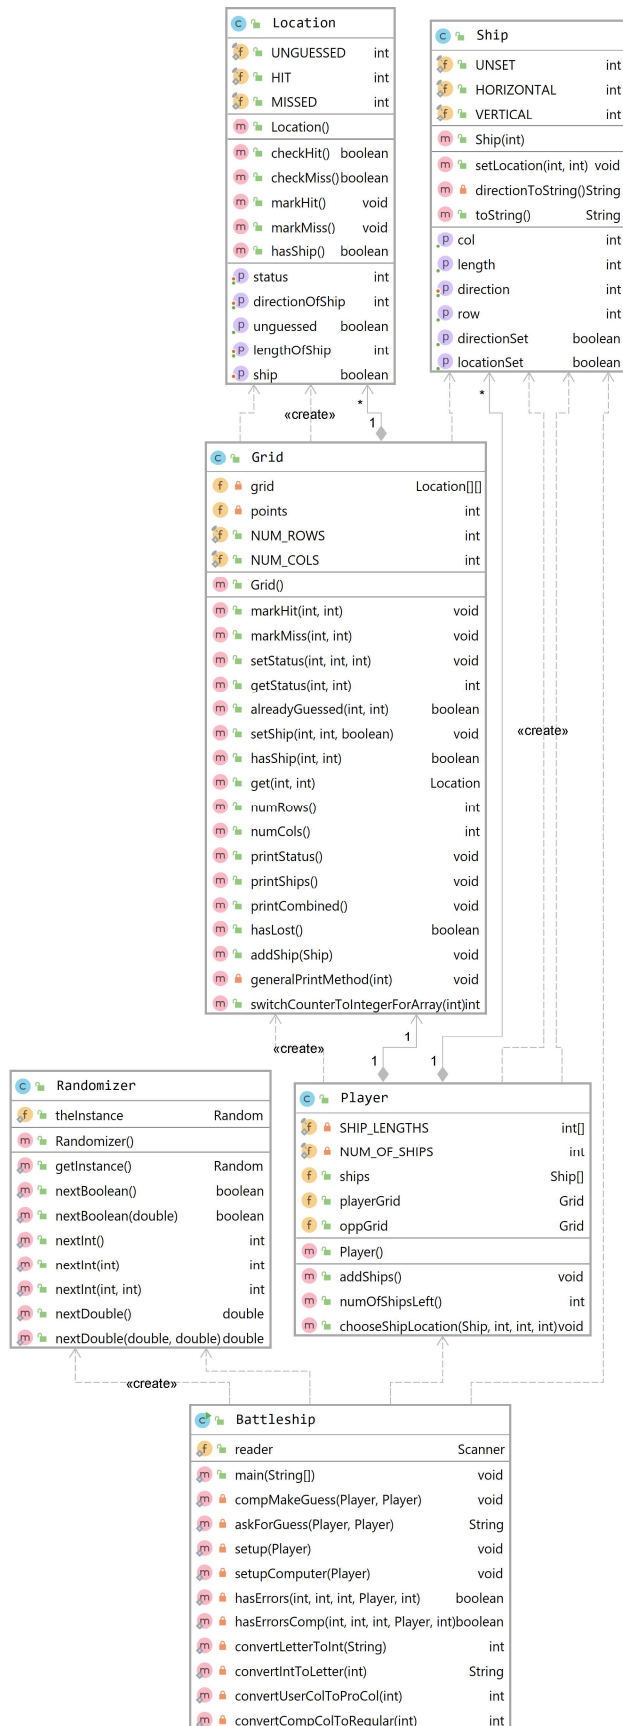 Location
UNGUESSED int
HIT int
MISSED int
Location()
checkHit() boolean
checkMiss() boolean
markHit() void
markMiss() void
hasShip() boolean
status int
directionOfShip int
unguessed boolean
lengthOfShip int
ship boolean
Ship
UNSET int
HORIZONTAL int
VERTICAL int
Ship(int)
setLocation(int, int) void
directionToString() String
toString() String
col int
length int
direction int
row int
directionSet boolean
locationSet boolean
«create»
*
*
1
Grid
grid Location[][]
points int
NUM_ROWS int
NUM_COLS int
Grid()
markHit(int, int) void
markMiss(int, int) void
setStatus(int, int, int) void
getStatus(int, int) int
alreadyGuessed(int, int) boolean
setShip(int, int, boolean) void
hasShip(int, int) boolean
get(int, int) Location
numRows() int
numCols() int
printStatus() void
printShips() void
printCombined() void
hasLost() boolean
addShip(Ship) void
generalPrintMethod(int) void
switchCounterToIntegerForArray(int) int
«create»
«create»
1
1
1
Randomizer
theInstance Random
Randomizer()
getInstance() Random
nextBoolean() boolean
nextBoolean(double) boolean
nextInt() int
nextInt(int) int
nextInt(int, int) int
nextDouble() double
nextDouble(double, double) double
Player
SHIP_LENGTHS int[]
NUM_OF_SHIPS int
ships Ship[]
playerGrid Grid
oppGrid Grid
Player()
addShips() void
numOfShipsLeft() int
chooseShipLocation(Ship, int, int, int) void
«create»
Battleship
reader Scanner
main(String[]) void
compMakeGuess(Player, Player) void
askForGuess(Player, Player) String
setup(Player) void
setupComputer(Player) void
hasErrors(int, int, int, Player, int) boolean
hasErrorsComp(int, int, int, Player, int) boolean
convertLetterToInt(String) int
convertIntToLetter(int) String
convertUserColToProCol(int) int
convertCompColToRegular(int) int